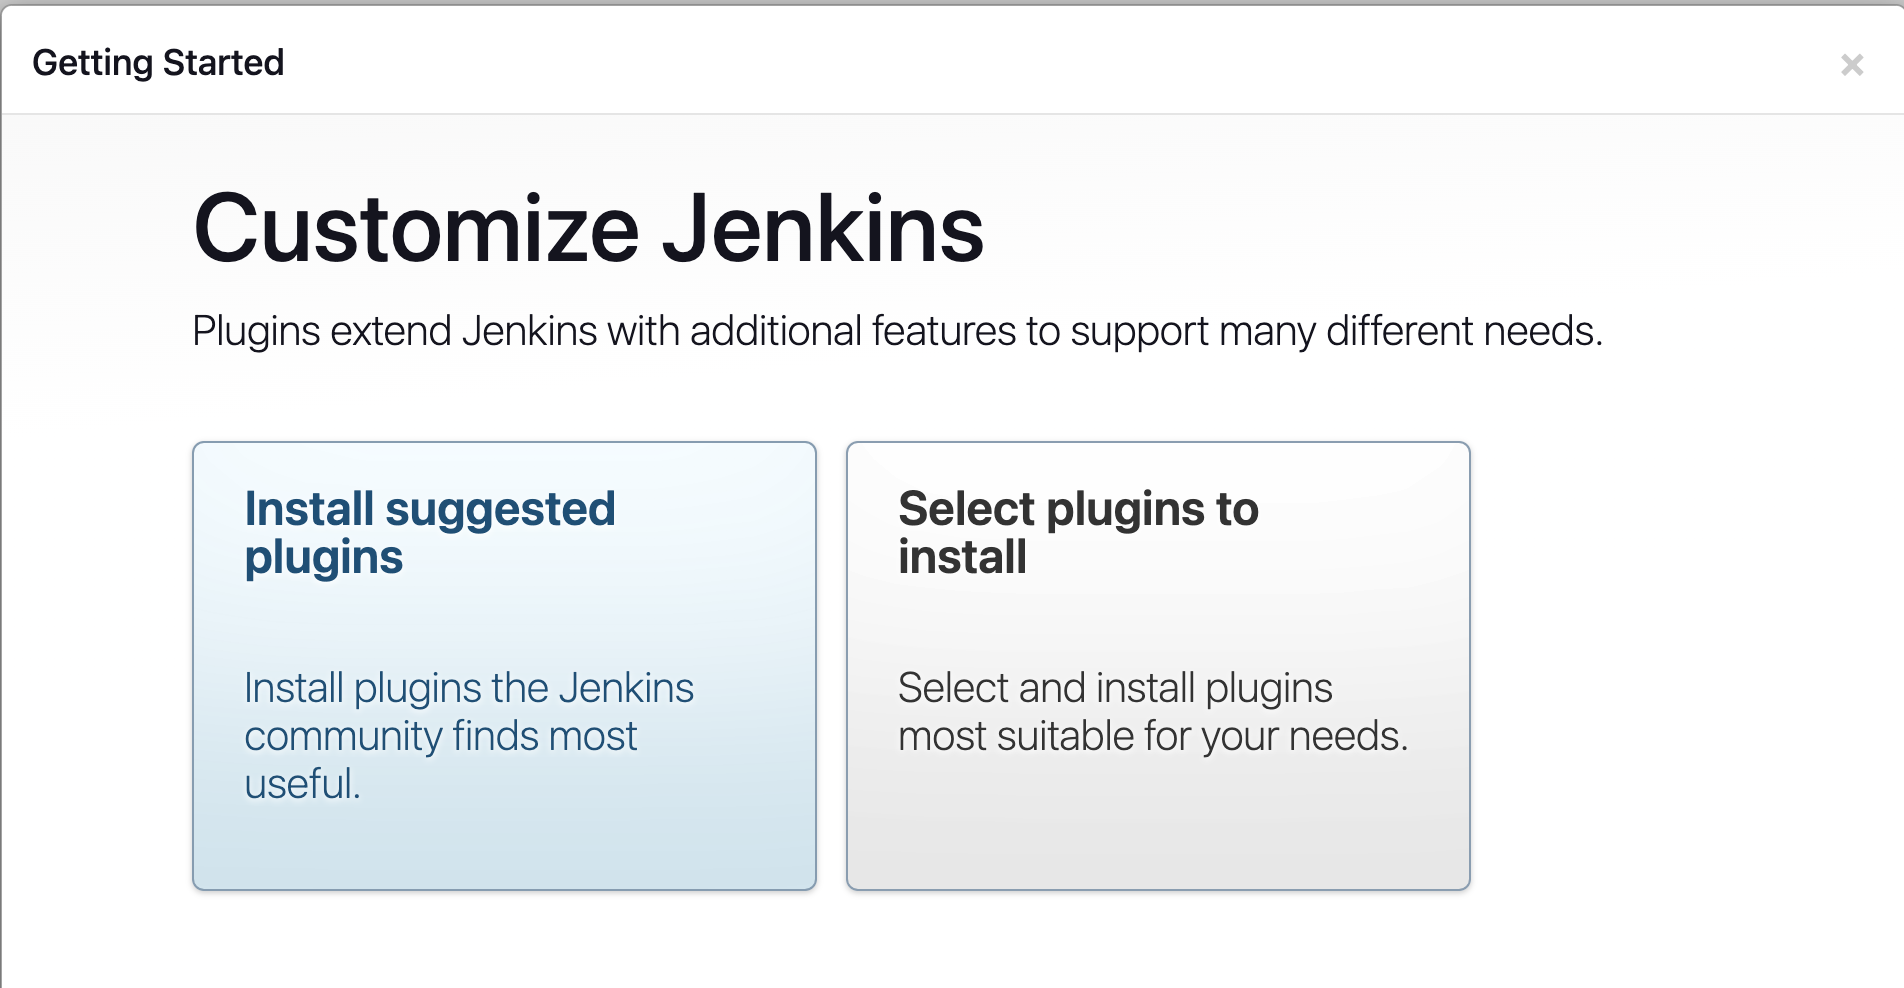 Getting Started
×
Customize Jenkins
Plugins extend Jenkins with additional features to support many different needs.
Install suggested
plugins
Install plugins the Jenkins
community finds most
useful.
Select plugins to
install
Select and install plugins
most suitable for your needs.